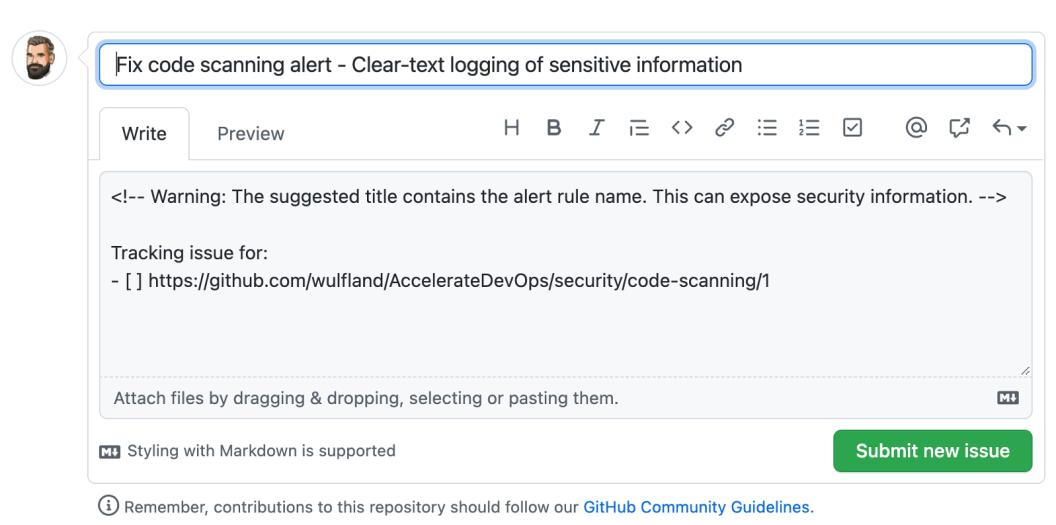 Fix code scanning alert - Clear-text logging of sensitive information
Write Preview
<!-- Warning: The suggested title contains the alert rule name. This can expose security information. -->
Tracking issue for:
- [ ] https://github.com/wulfland/AccelerateDevOps/security/code-scanning/1
Attach files by dragging & dropping, selecting or pasting them.
Styling with Markdown is supported
Submit new issue
Remember, contributions to this repository should follow our GitHub Community Guidelines.